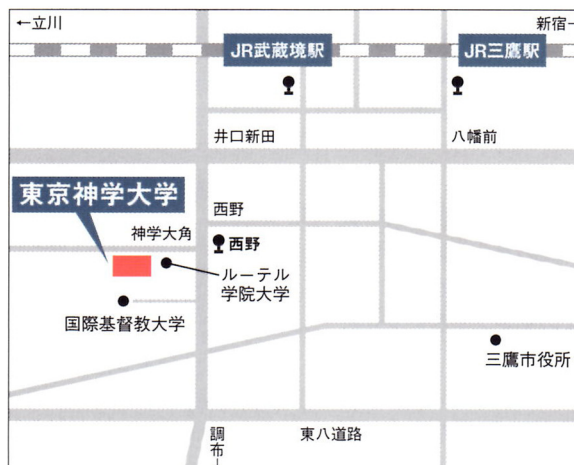 ←立川
新宿→
JR武蔵境駅
JR三鷹駅
井口新田
八幡前
東京神学大学
西野
神学大角
西野
ルーテル
学院大学
国際基督教大学
三鷹市役所
調布
東八道路